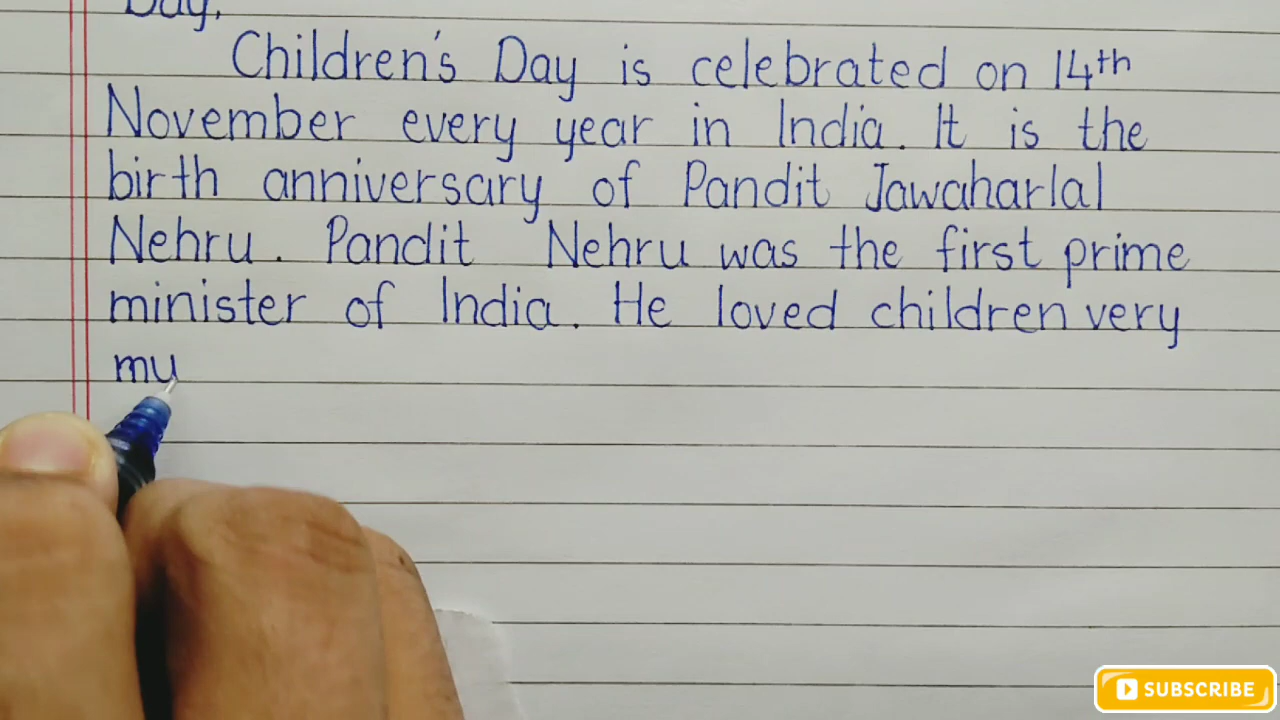 Day,
Children's Day is celebrated on 14th
November every year in India. It is the
birth anniversary of Pandit Jawaharlal
Nehru. Pandit Nehru was the first prime
minister of India. He loved children very
mu
SUBSCRIBE